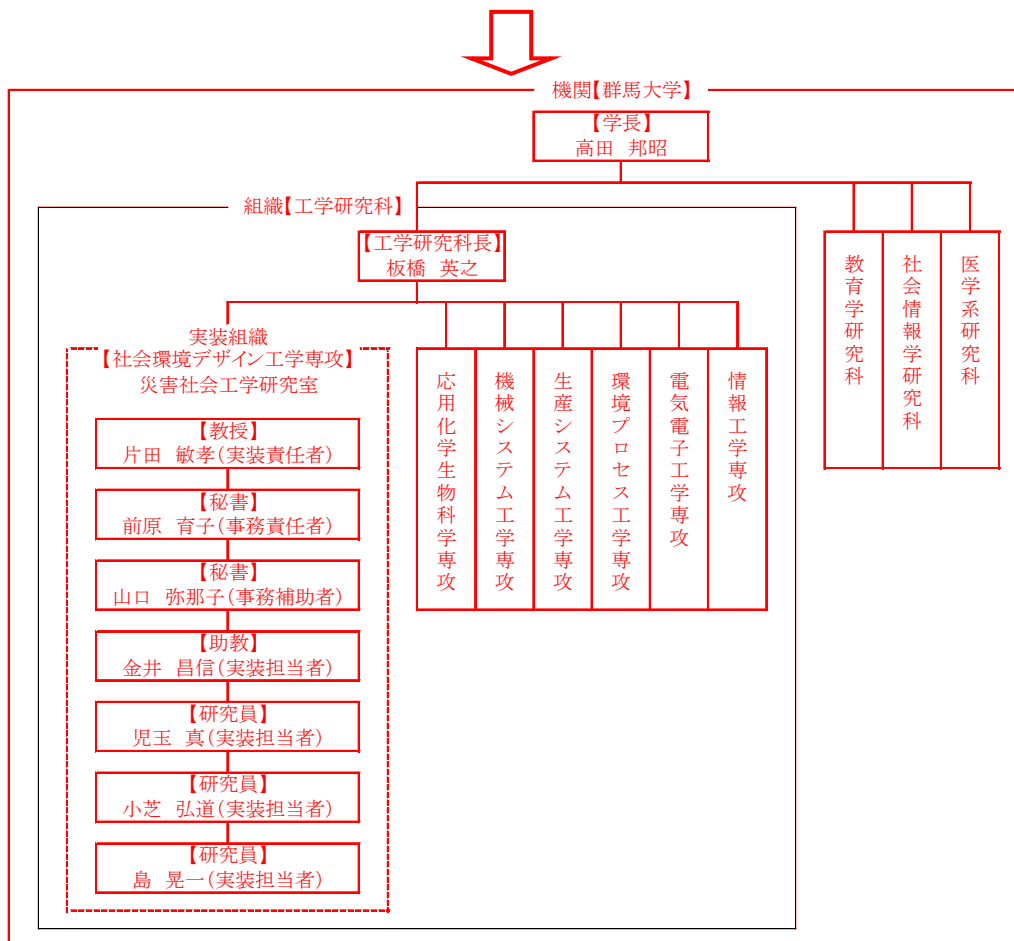 機関【群馬大学】
【学長】
高田 邦昭
組織【工学研究科】
【工学研究科長】
板橋 英之
教育学研究科
社会情報学研究科
医学系研究科
実装組織
【社会環境デザイン工学専攻】
災害社会工学研究室
【教授】
片田 敏孝(実装責任者)
【秘書】
前原 育子(事務責任者)
【秘書】
山口 弥那子(事務補助者)
【助教】
金井 昌信(実装担当者)
【研究員】
児玉 真(実装担当者)
【研究員】
小芝 弘道(実装担当者)
【研究員】
島 晃一(実装担当者)
応用化学生物科学専攻
機械システム工学専攻
生産システム工学専攻
環境プロセス工学専攻
電気電子工学専攻
情報工学専攻